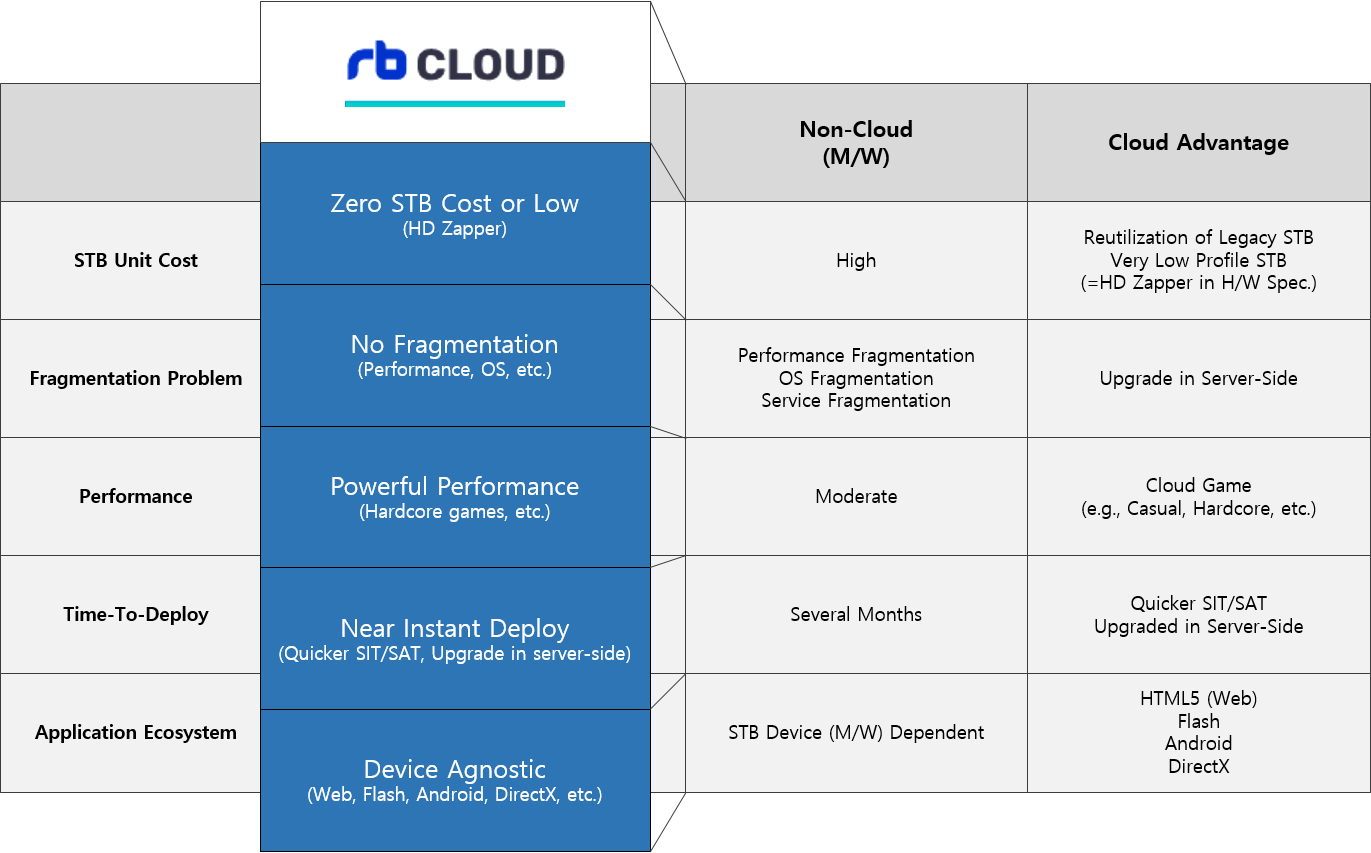 rb CLOUD
Non-Cloud
(M/W)
Cloud Advantage
STB Unit Cost
Zero STB Cost or Low
(HD Zapper)
High
Reutilization of Legacy STB
Very Low Profile STB
(=HD Zapper in H/W Spec.)
Fragmentation Problem
No Fragmentation
(Performance, OS, etc.)
Performance Fragmentation
OS Fragmentation
Service Fragmentation
Upgrade in Server-Side
Performance
Powerful Performance
(Hardcore games, etc.)
Moderate
Cloud Game
(e.g., Casual, Hardcore, etc.)
Time-To-Deploy
Near Instant Deploy
(Quicker SIT/SAT, Upgrade in server-side)
Several Months
Quicker SIT/SAT
Upgraded in Server-Side
Application Ecosystem
Device Agnostic
(Web, Flash, Android, DirectX, etc.)
STB Device (M/W) Dependent
HTML5 (Web)
Flash
Android
DirectX